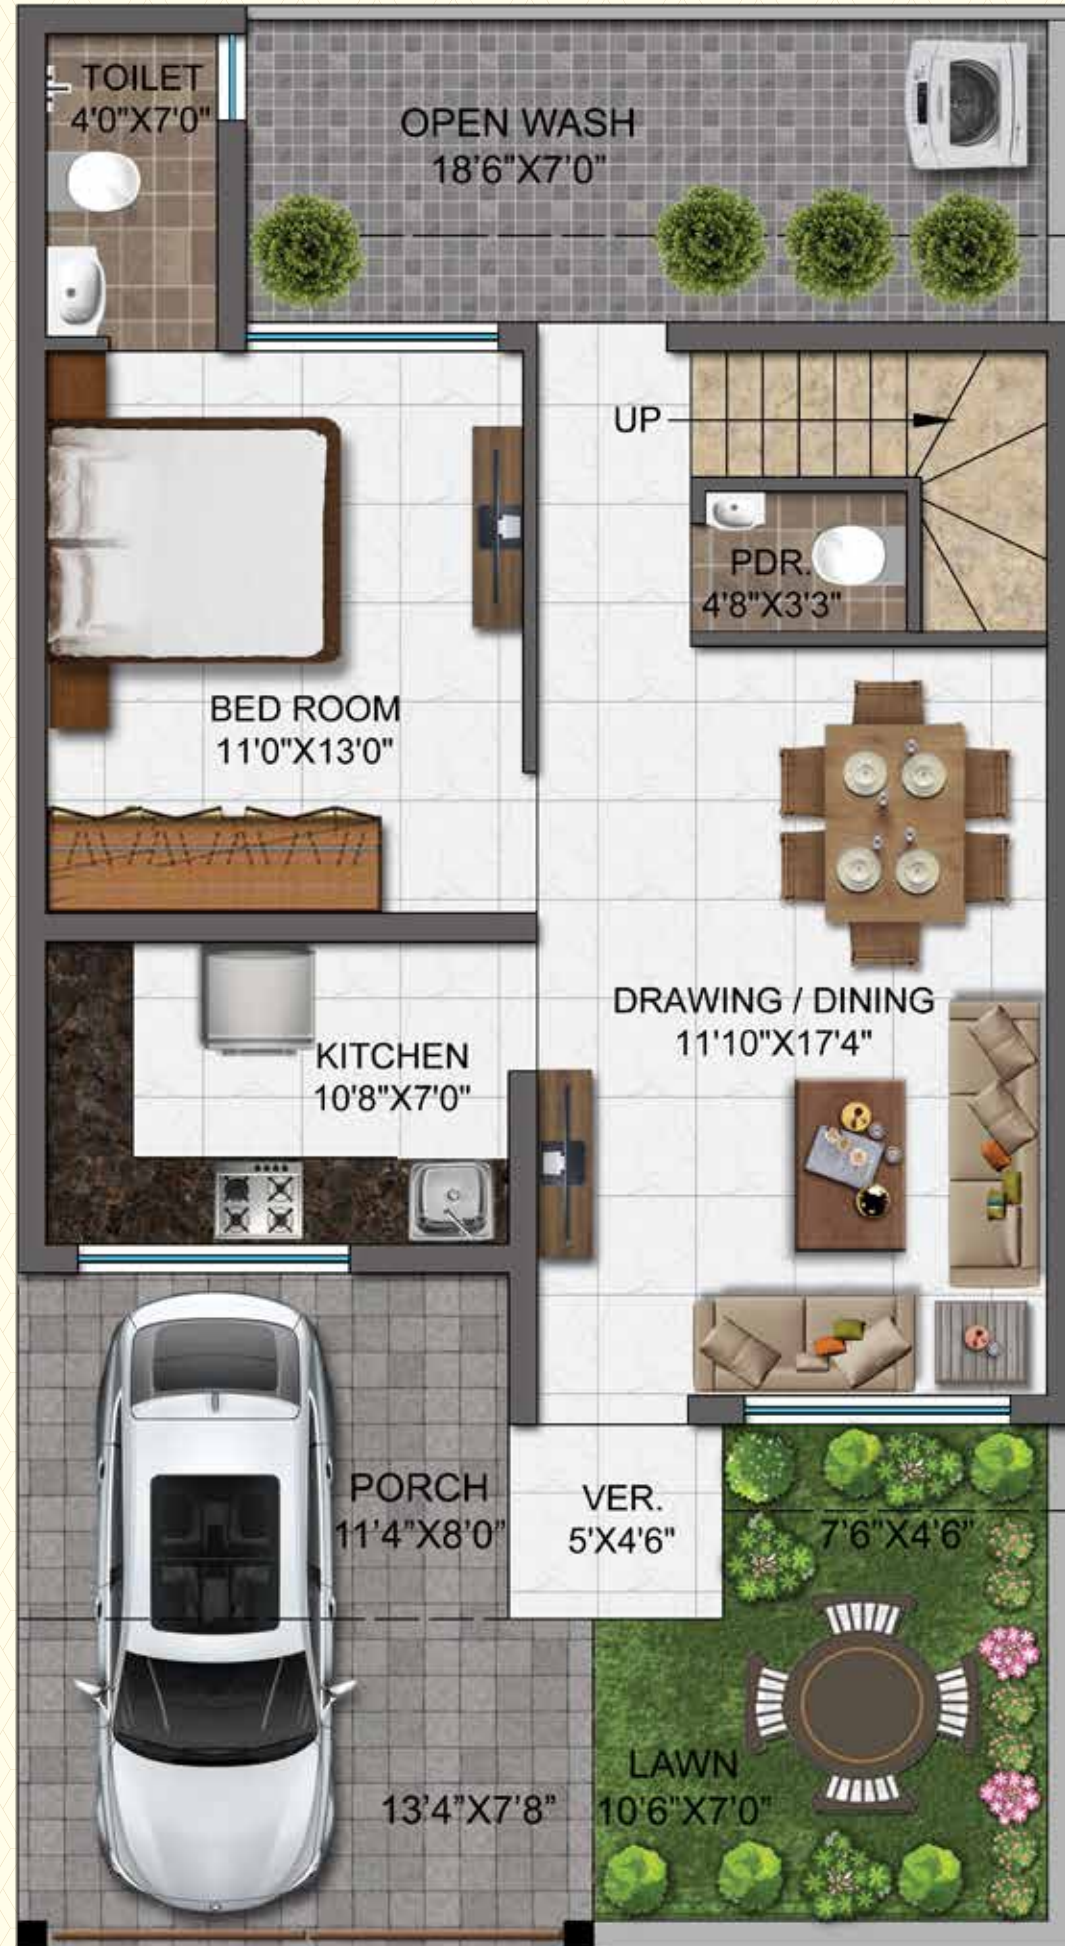 TOILET
4'0"X7'0"
OPEN WASH
18'6"X7'0"
UP
PDR.
4'8"X3'3"
BED ROOM
11'0"X13'0"
DRAWING / DINING
11'10"X17'4"
KITCHEN
10'8"X7'0"
PORCH
11'4"X8'0"
VER.
5'X4'6"
7'6"X4'6"
LAWN
10'6"X7'0"
13'4"X7'8"